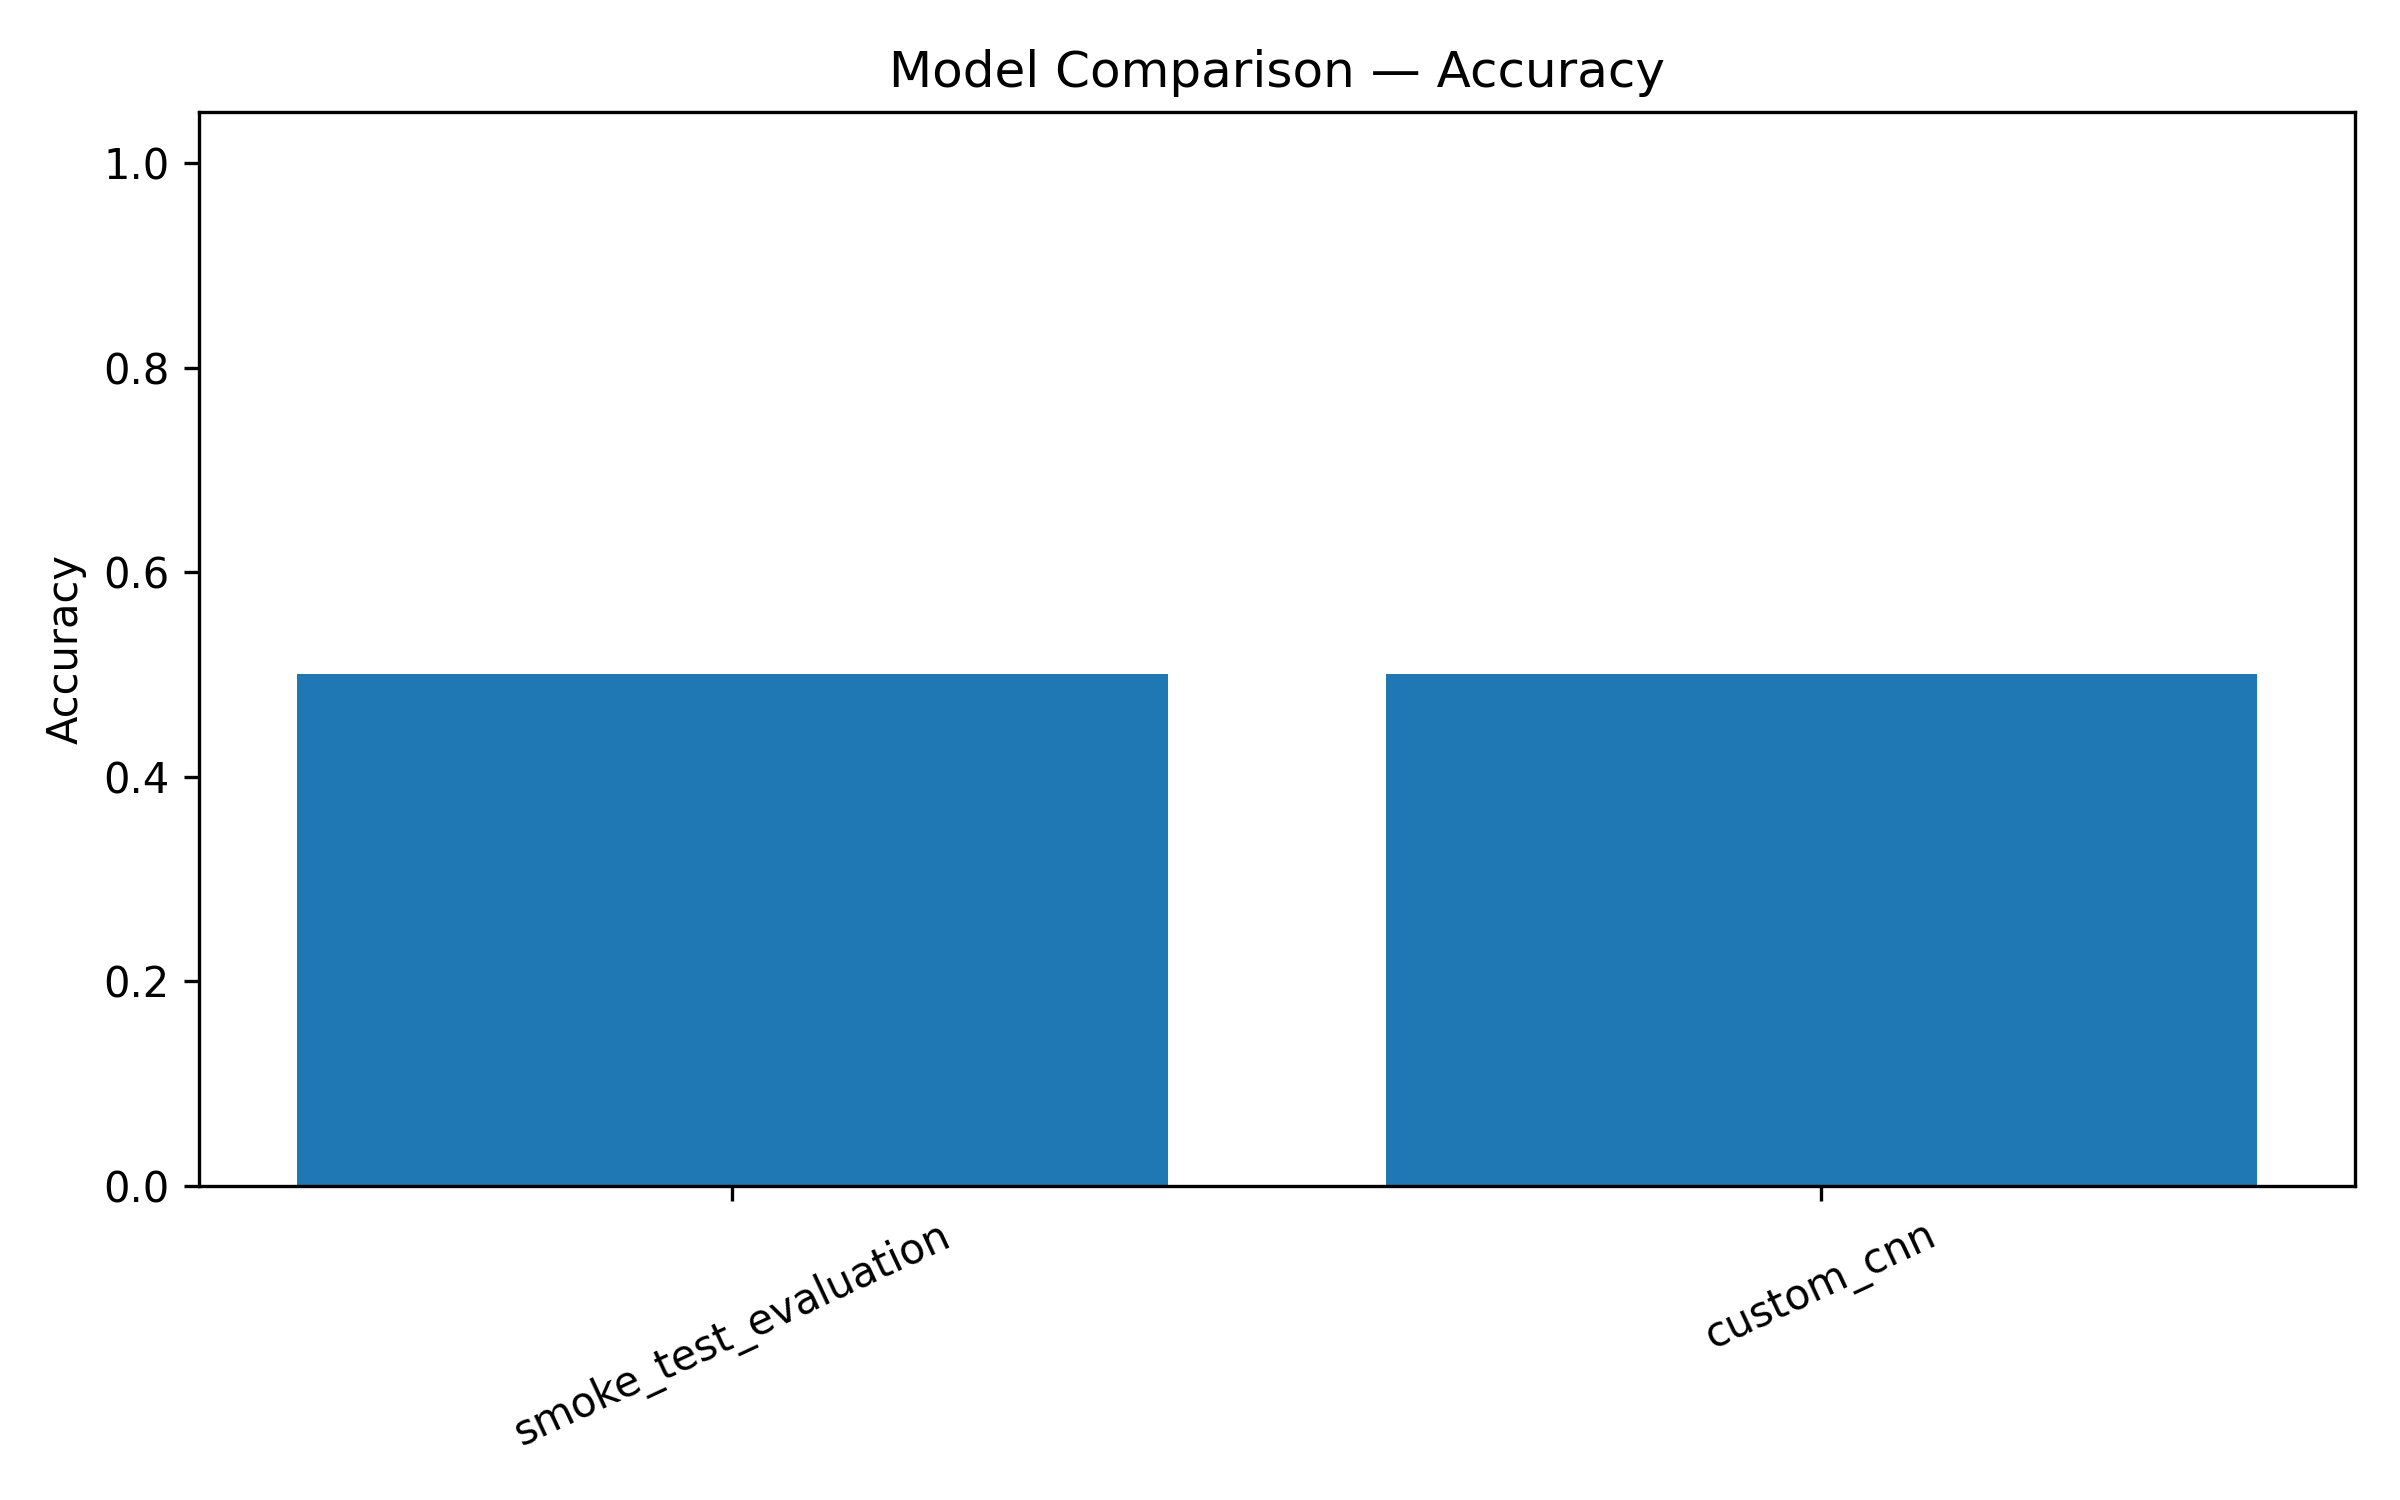 Model Comparison — Accuracy
1.0
0.8
0.6
0.4
0.2
0.0
Accuracy
smoke_test_evaluation
custom_cnn